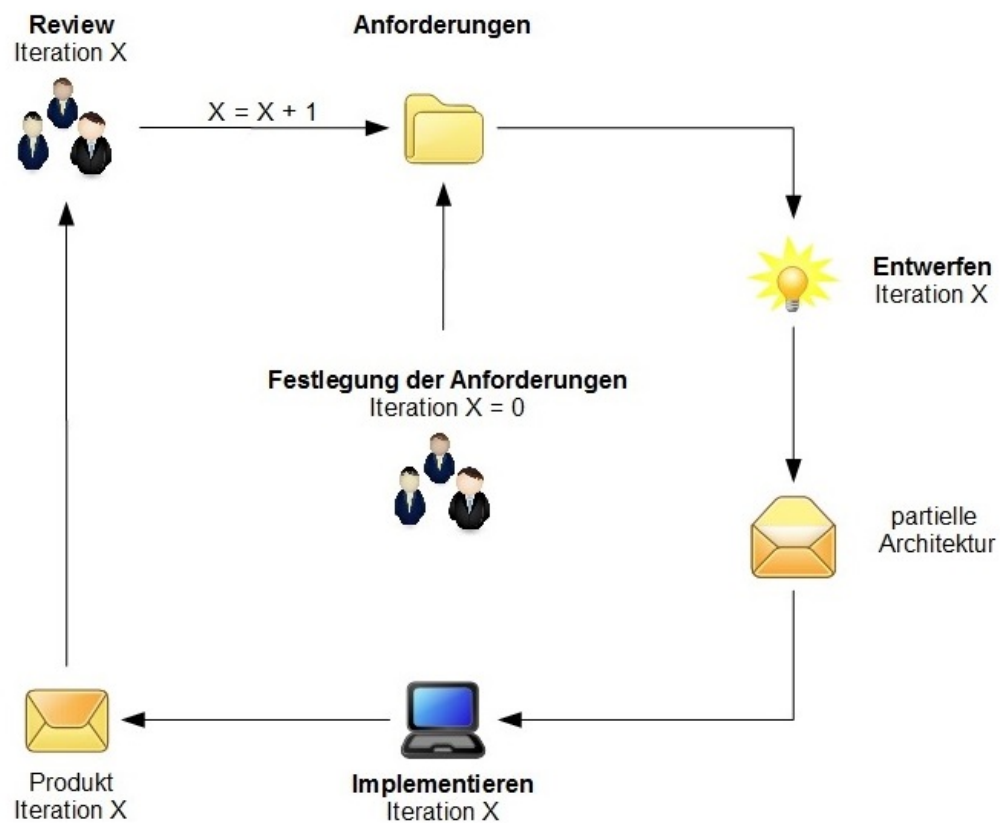 Review
Iteration X
Anforderungen
X = X + 1
Entwerfen
Iteration X
Festlegung der Anforderungen
Iteration X = 0
partielle
Architektur
Produkt
Iteration X
Implementieren
Iteration X